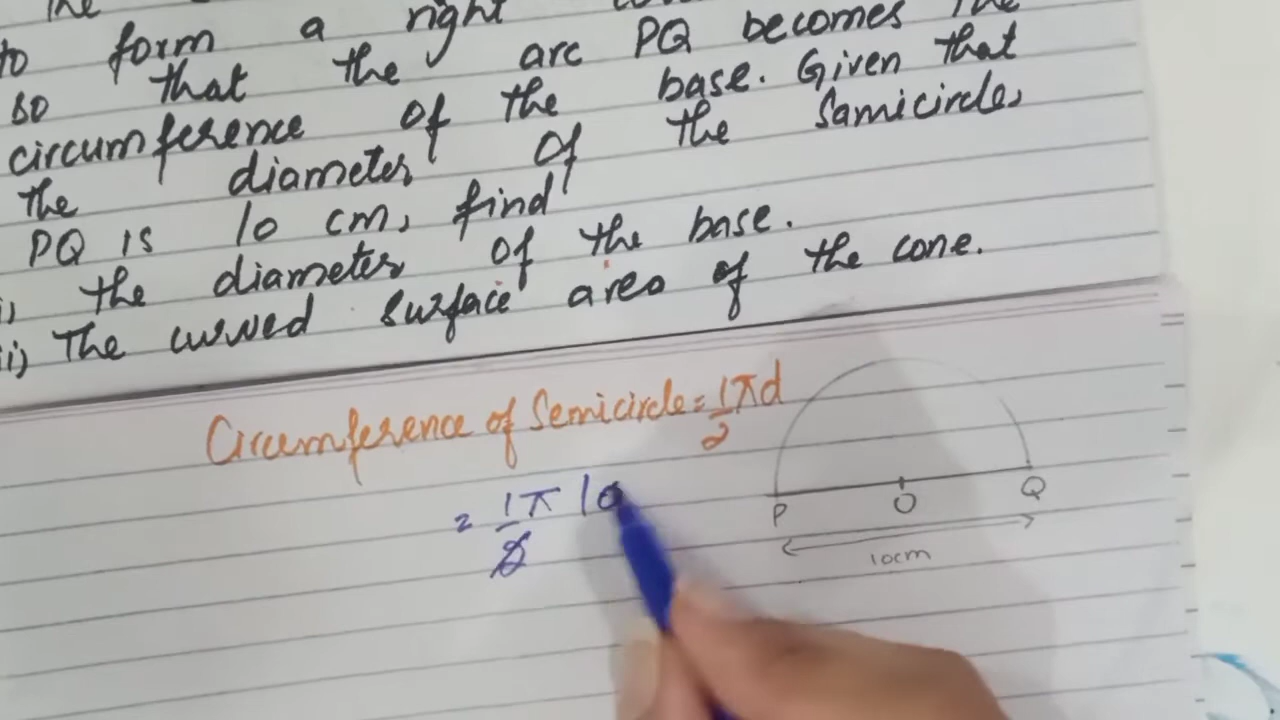 the
to form a right
so that the arc PQ becomes the
circumference of the base. Given that
the diameter of the Samicircle,
PQ is 10 cm, find
i) the diameter of the base.
ii) The curved surface area of the cone.
Circumference of Semicircle = 1/2 πd
= 1/2 π 10
P O Q
10cm